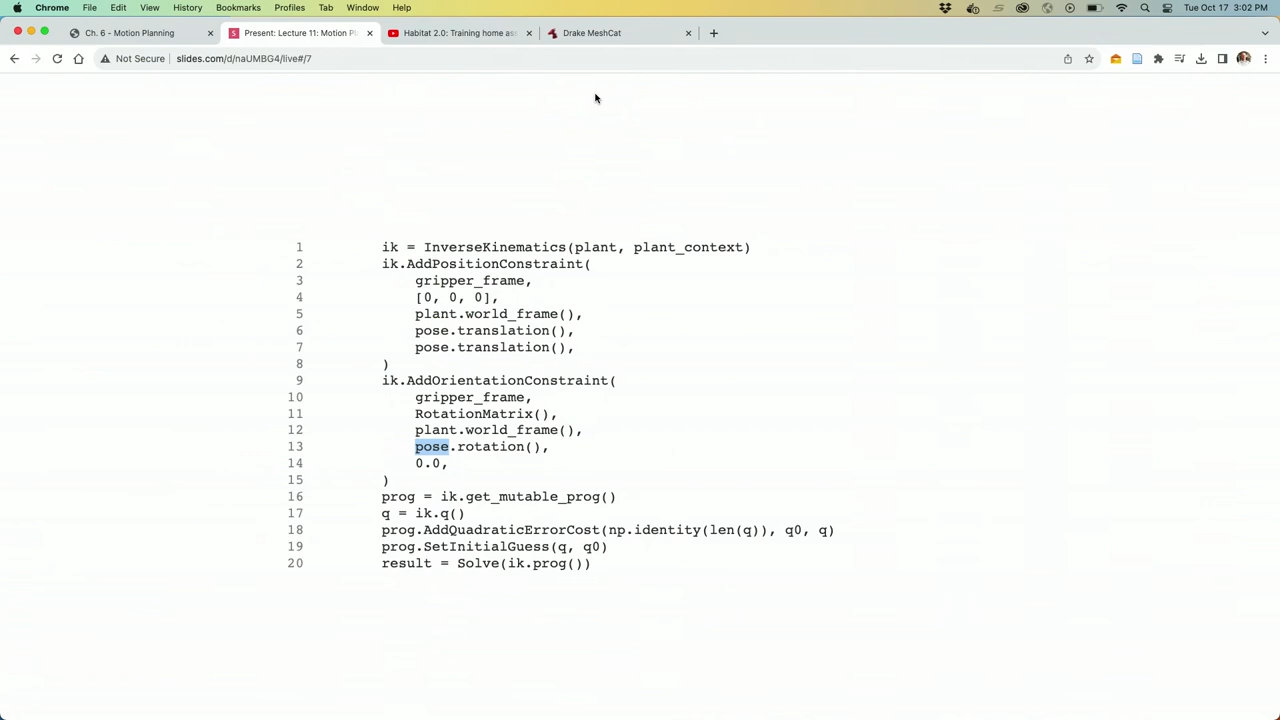 Chrome File Edit View History Bookmarks Profiles Tab Window Help Tue Oct 17 3:02 PM
Ch. 6 - Motion Planning Present: Lecture 11: Motion Pl Habitat 2.0: Training home as Drake MeshCat
Not Secure slides.com/d/naUMBG4/live#/7
1 ik = InverseKinematics(plant, plant_context)
2 ik.AddPositionConstraint(
3 gripper_frame,
4 [0, 0, 0],
5 plant.world_frame(),
6 pose.translation(),
7 pose.translation(),
8 )
9 ik.AddOrientationConstraint(
10 gripper_frame,
11 RotationMatrix(),
12 plant.world_frame(),
13 pose.rotation(),
14 0.0,
15 )
16 prog = ik.get_mutable_prog()
17 q = ik.q()
18 prog.AddQuadraticErrorCost(np.identity(len(q)), q0, q)
19 prog.SetInitialGuess(q, q0)
20 result = Solve(ik.prog())